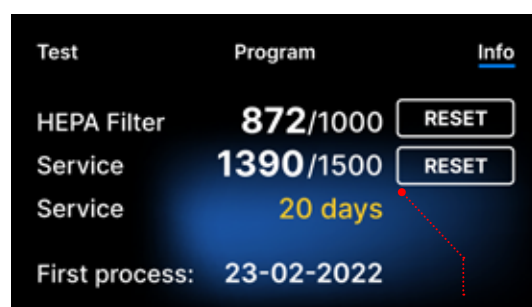 Test Program Info
HEPA Filter 872/1000 RESET
Service 1390/1500 RESET
Service 20 days
First process: 23-02-2022